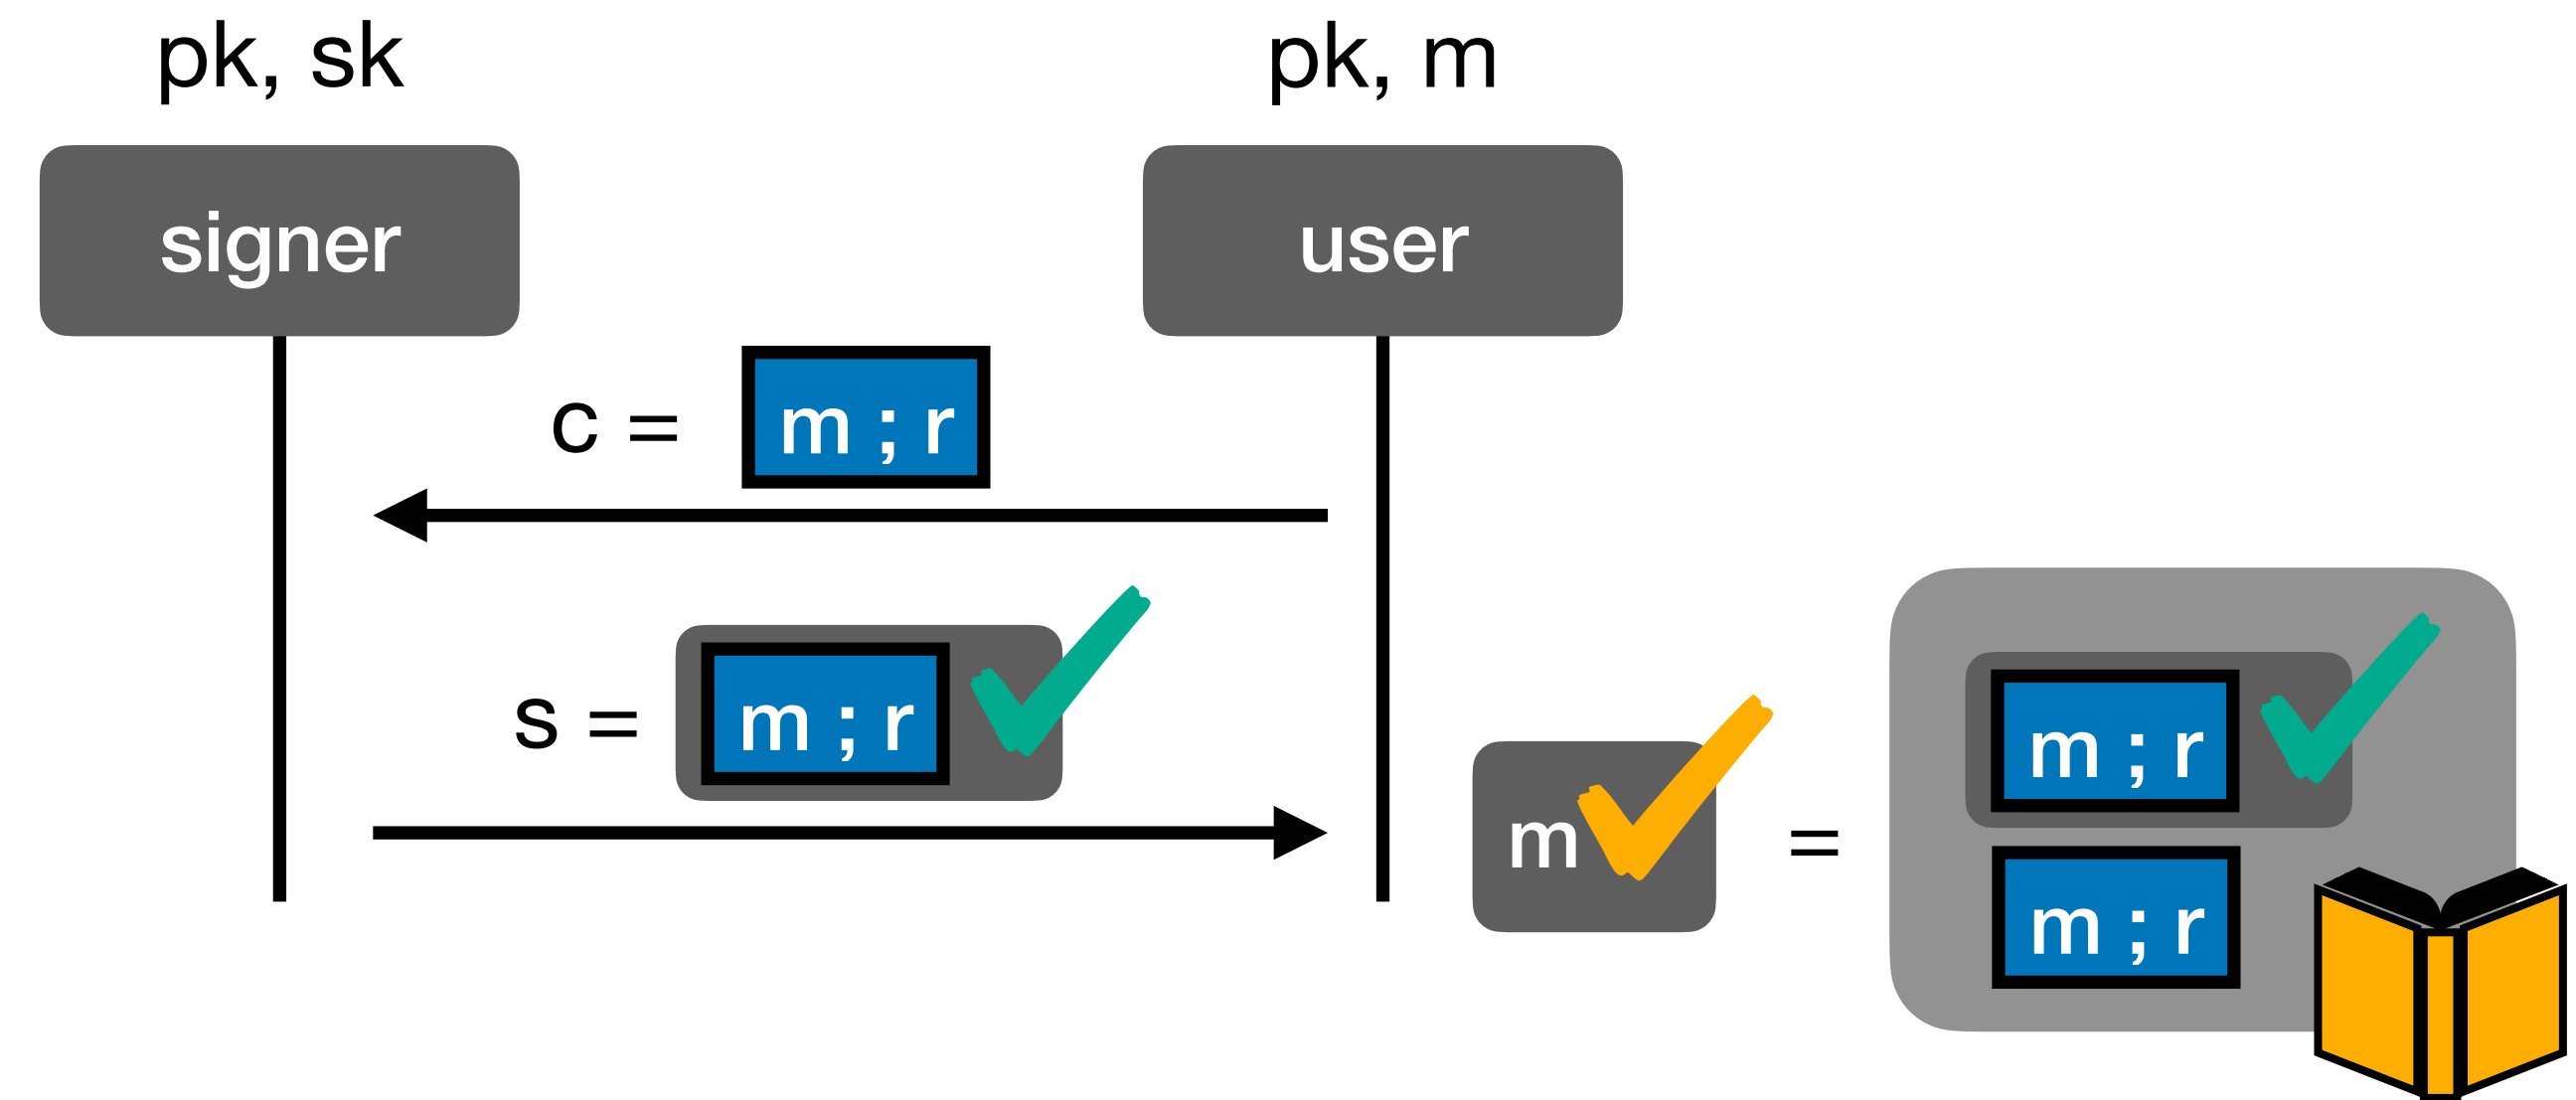 pk, sk
pk, m
signer
user
c = m ; r
s = m ; r
m = m ; r
m ; r